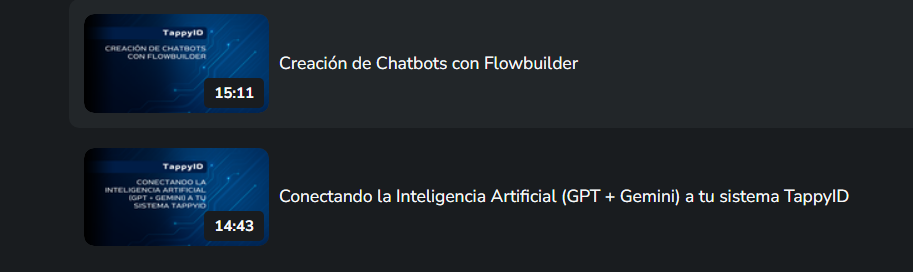 TappyID
CREACIÓN DE CHATBOTS
CON FLOWBUILDER
15:11
Creación de Chatbots con Flowbuilder
TappyID
CONECTANDO LA
INTELIGENCIA ARTIFICIAL
(GPT + GEMINI) A TU
SISTEMA TAPPYID
14:43
Conectando la Inteligencia Artificial (GPT + Gemini) a tu sistema TappyID